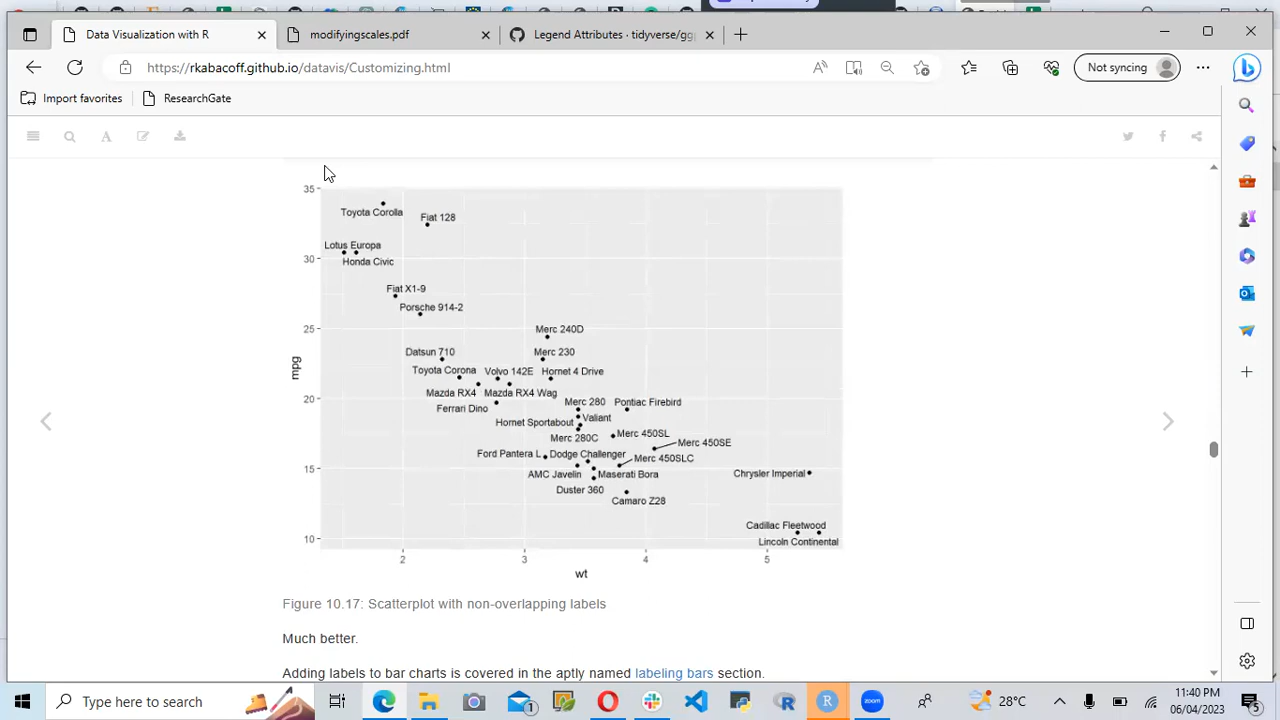 Data Visualization with R
modifyingscales.pdf
Legend Attributes · tidyverse/gg
https://rkabacoff.github.io/datavis/Customizing.html
Not syncing
Import favorites
ResearchGate
35
Toyota Corolla
Fiat 128
Lotus Europa
30
Honda Civic
Fiat X1-9
Porsche 914-2
25
Merc 240D
Datsun 710
Merc 230
Toyota Corona
Volvo 142E
Hornet 4 Drive
mpg
Mazda RX4
Mazda RX4 Wag
20
Merc 280
Pontiac Firebird
Ferrari Dino
Hornet Sportabout
Valiant
Merc 280C
Merc 450SL
Merc 450SE
Ford Pantera L
Dodge Challenger
Merc 450SLC
15
AMC Javelin
Maserati Bora
Chrysler Imperial
Duster 360
Camaro Z28
Cadillac Fleetwood
10
Lincoln Continental
2
3
4
5
wt
Figure 10.17: Scatterplot with non-overlapping labels
Much better.
Adding labels to bar charts is covered in the aptly named labeling bars section.
Type here to search
1
28°C
11:40 PM
06/04/2023
5